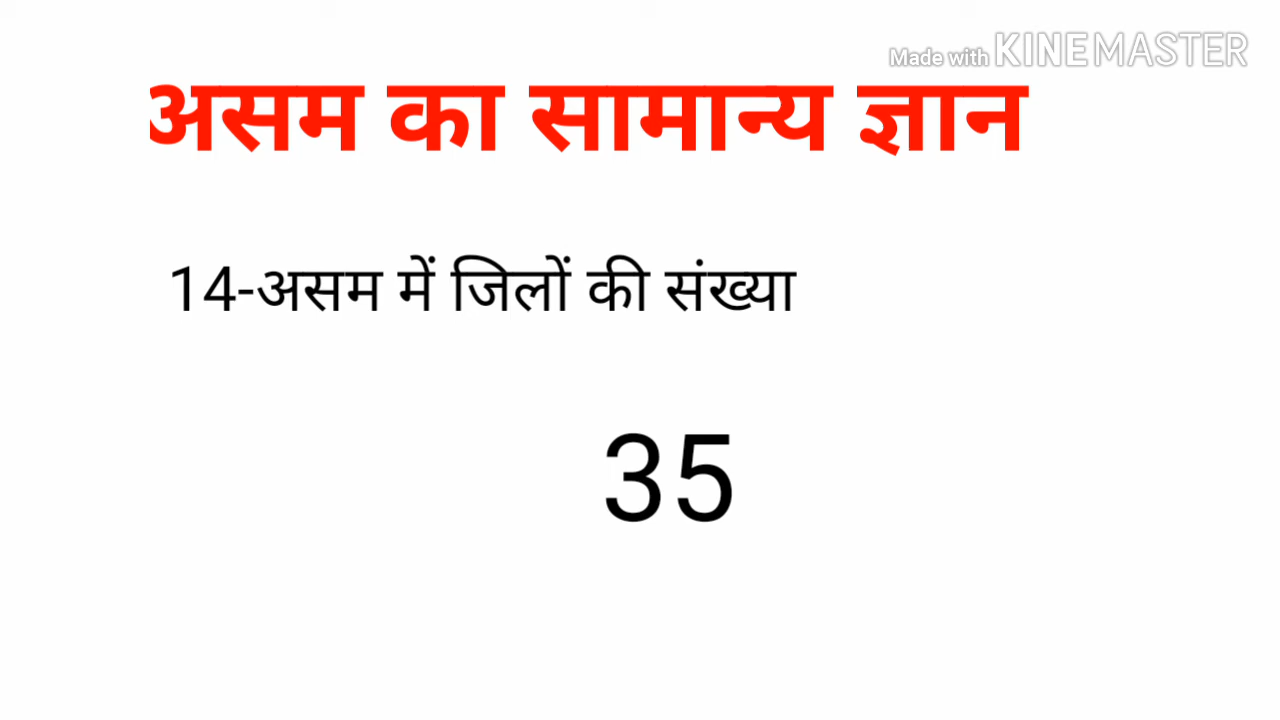 Made with KINEMASTER
असम का सामान्य ज्ञान
14-असम में जिलों की संख्या
35